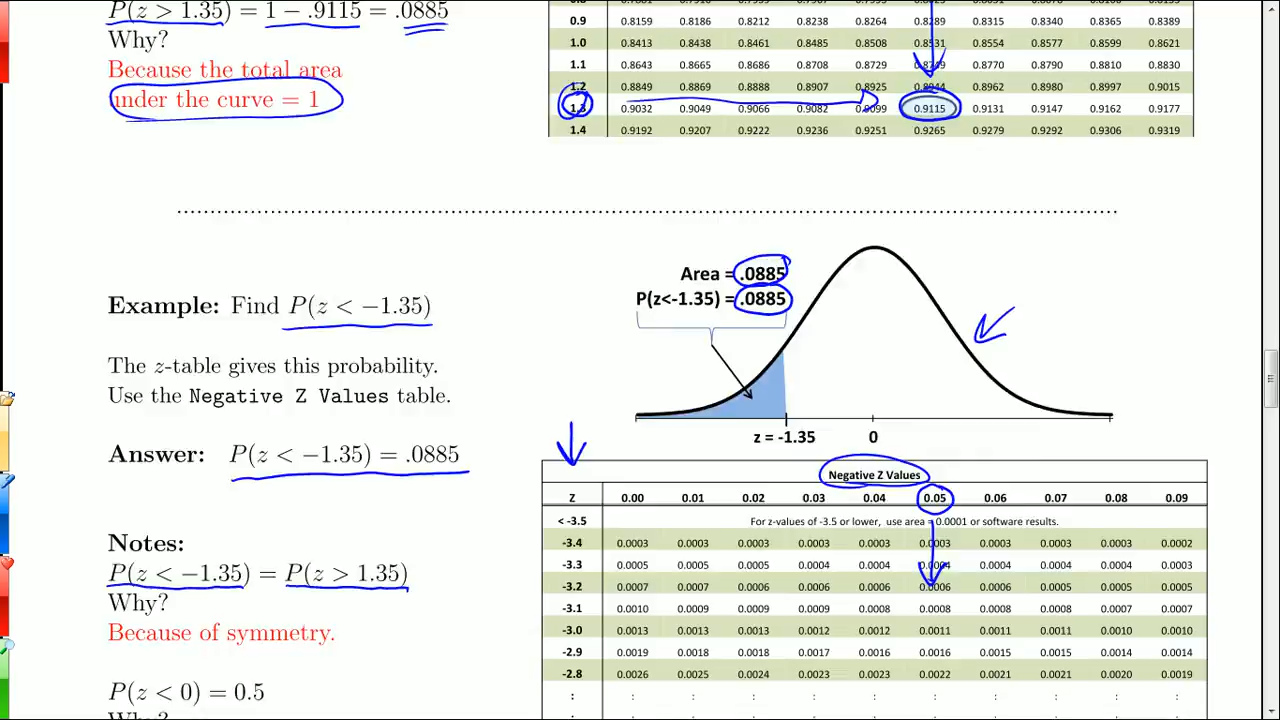 P(z > 1.35) = 1 − .9115 = .0885
Why?
Because the total area
under the curve = 1
0.9 0.8159 0.8186 0.8212 0.8238 0.8264 0.8289 0.8315 0.8340 0.8365 0.8389
1.0 0.8413 0.8438 0.8461 0.8485 0.8508 0.8531 0.8554 0.8577 0.8599 0.8621
1.1 0.8643 0.8665 0.8686 0.8708 0.8729 0.8749 0.8770 0.8790 0.8810 0.8830
1.2 0.8849 0.8869 0.8888 0.8907 0.8925 0.8944 0.8962 0.8980 0.8997 0.9015
1.3 0.9032 0.9049 0.9066 0.9082 0.9099 0.9115 0.9131 0.9147 0.9162 0.9177
1.4 0.9192 0.9207 0.9222 0.9236 0.9251 0.9265 0.9279 0.9292 0.9306 0.9319
Example: Find P(z < −1.35)
The z-table gives this probability.
Use the Negative Z Values table.
Answer: P(z < −1.35) = .0885
Notes:
P(z < −1.35) = P(z > 1.35)
Why?
Because of symmetry.
P(z < 0) = 0.5
Area = .0885
P(z<-1.35) = .0885
z = -1.35 0
Negative Z Values
Z 0.00 0.01 0.02 0.03 0.04 0.05 0.06 0.07 0.08 0.09
< -3.5 For z-values of -3.5 or lower, use area = 0.0001 or software results.
-3.4 0.0003 0.0003 0.0003 0.0003 0.0003 0.0003 0.0003 0.0003 0.0003 0.0002
-3.3 0.0005 0.0005 0.0005 0.0004 0.0004 0.0004 0.0004 0.0004 0.0004 0.0003
-3.2 0.0007 0.0007 0.0006 0.0006 0.0006 0.0006 0.0006 0.0005 0.0005 0.0005
-3.1 0.0010 0.0009 0.0009 0.0009 0.0008 0.0008 0.0008 0.0008 0.0007 0.0007
-3.0 0.0013 0.0013 0.0013 0.0012 0.0012 0.0011 0.0011 0.0011 0.0010 0.0010
-2.9 0.0019 0.0018 0.0018 0.0017 0.0016 0.0016 0.0015 0.0015 0.0014 0.0014
-2.8 0.0026 0.0025 0.0024 0.0023 0.0023 0.0022 0.0021 0.0021 0.0020 0.0019
: : : : : : : : : : :